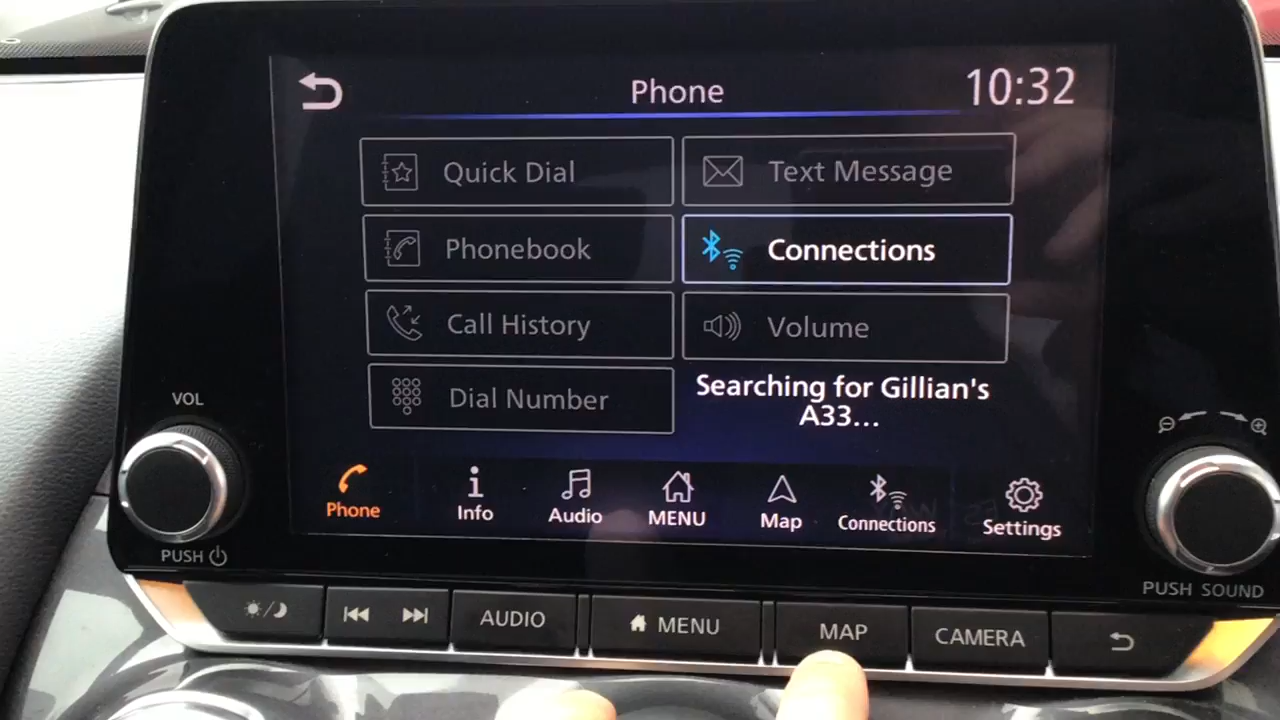 Phone
10:32
Quick Dial
Text Message
Phonebook
Connections
Call History
Volume
Dial Number
Searching for Gillian's
A33...
Phone
Info
Audio
MENU
Map
Connections
Settings
VOL
PUSH
PUSH SOUND
AUDIO
MENU
MAP
CAMERA